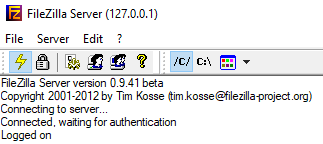 FileZilla Server (127.0.0.1)
File Server Edit ?
/C/ C:\
FileZilla Server version 0.9.41 beta
Copyright 2001-2012 by Tim Kosse (tim.kosse@filezilla-project.org)
Connecting to server...
Connected, waiting for authentication
Logged on